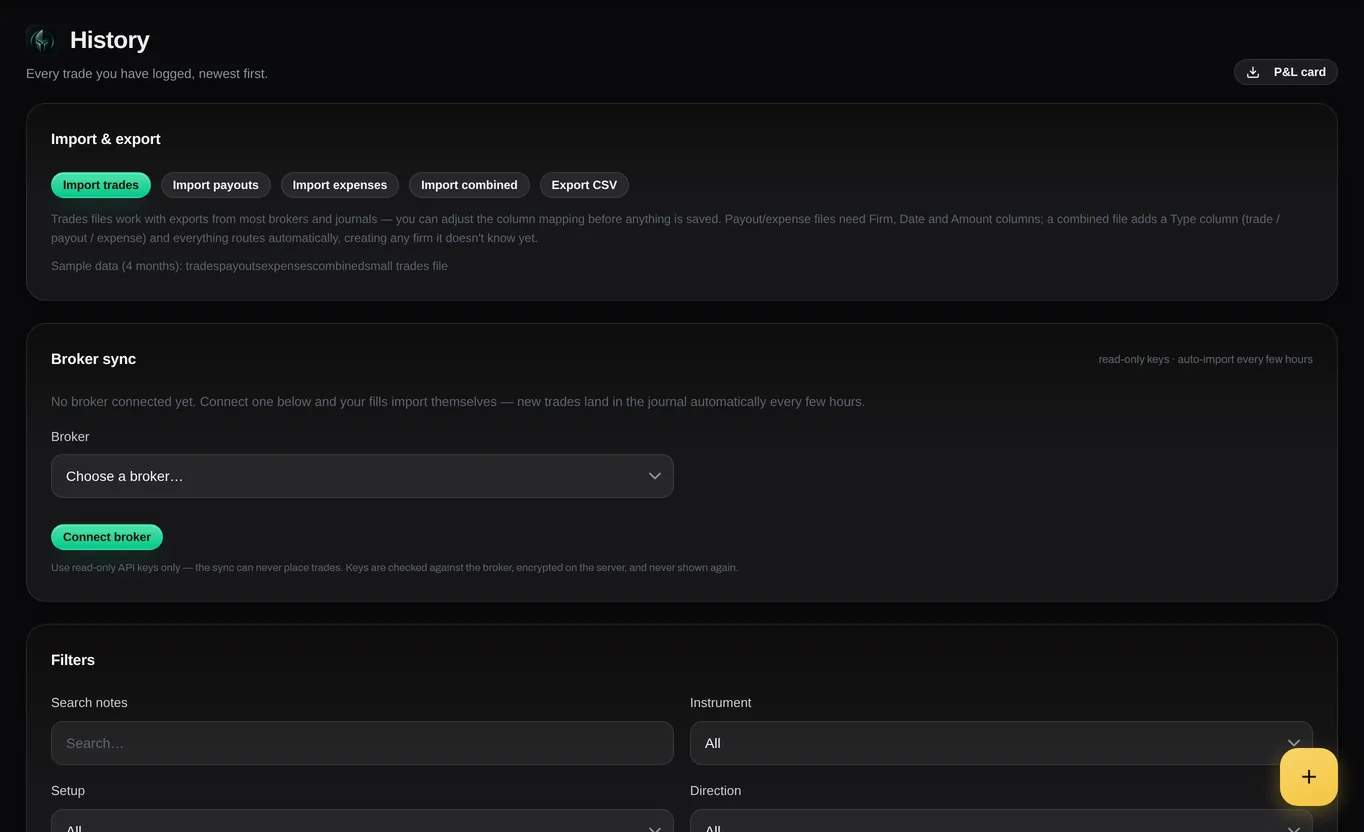 History
Every trade you have logged, newest first.
P&L card
Import & export
Import trades
Import payouts
Import expenses
Import combined
Export CSV
Trades files work with exports from most brokers and journals — you can adjust the column mapping before anything is saved. Payout/expense files need Firm, Date and Amount columns; a combined file adds a Type column (trade /
payout / expense) and everything routes automatically, creating any firm it doesn't know yet.
Sample data (4 months): tradespayoutsexpensescombinedsmall trades file
Broker sync
read-only keys · auto-import every few hours
No broker connected yet. Connect one below and your fills import themselves — new trades land in the journal automatically every few hours.
Broker
Choose a broker…
Connect broker
Use read-only API keys only — the sync can never place trades. Keys are checked against the broker, encrypted on the server, and never shown again.
Filters
Search notes
Instrument
Search…
All
+
Setup
Direction
All
All